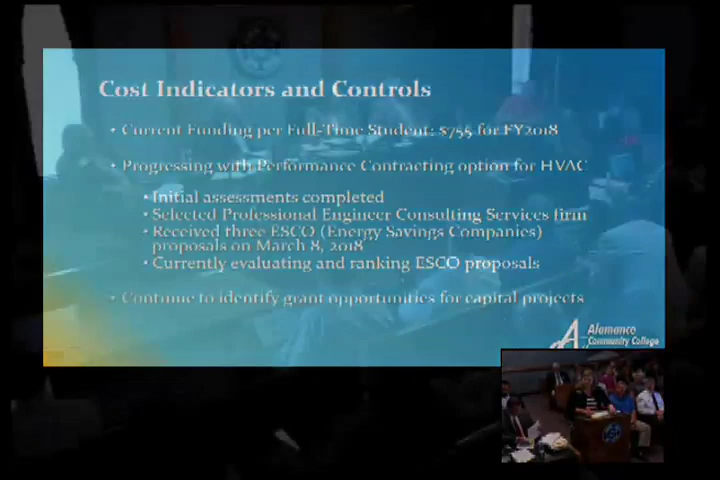 Cost Indicators and Controls
• Current Funding per Full-Time Student: $755 for FY2018
• Progressing with Performance Contracting option for HVAC
• Initial assessments completed
• Selected Professional Engineer Consulting Services firm
• Received three ESCO (Energy Savings Companies)
proposals on March 8, 2018
• Currently evaluating and ranking ESCO proposals
• Continue to identify grant opportunities for capital projects
Alamance
Community College